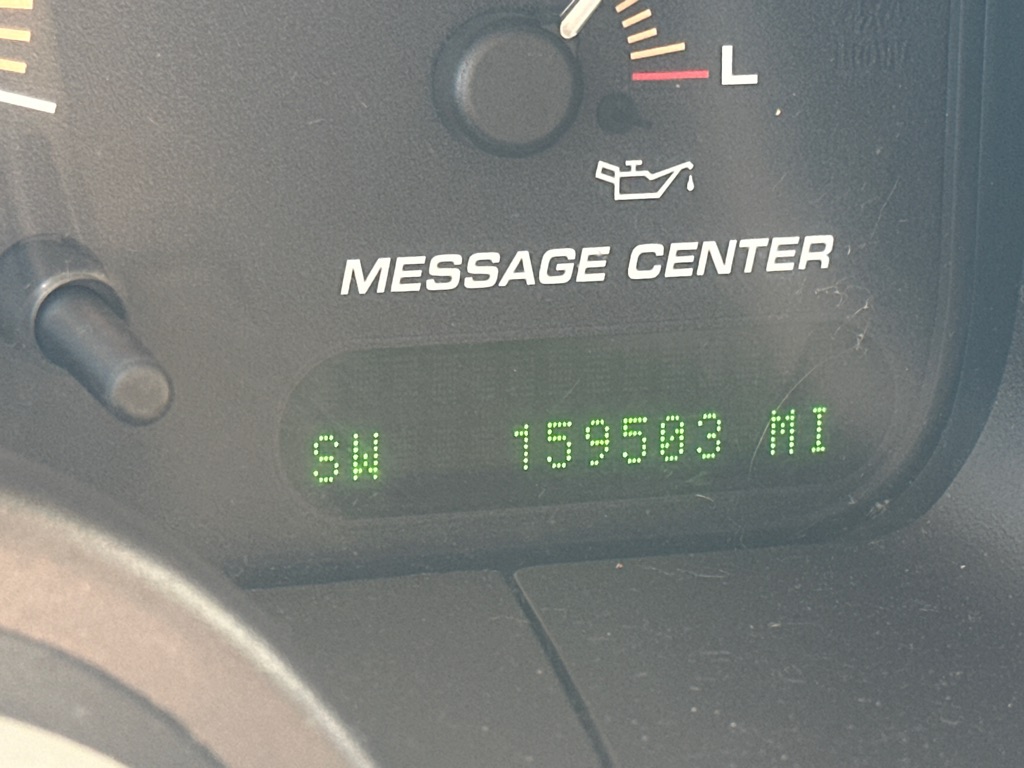 L
MESSAGE CENTER
SW 159503 MI